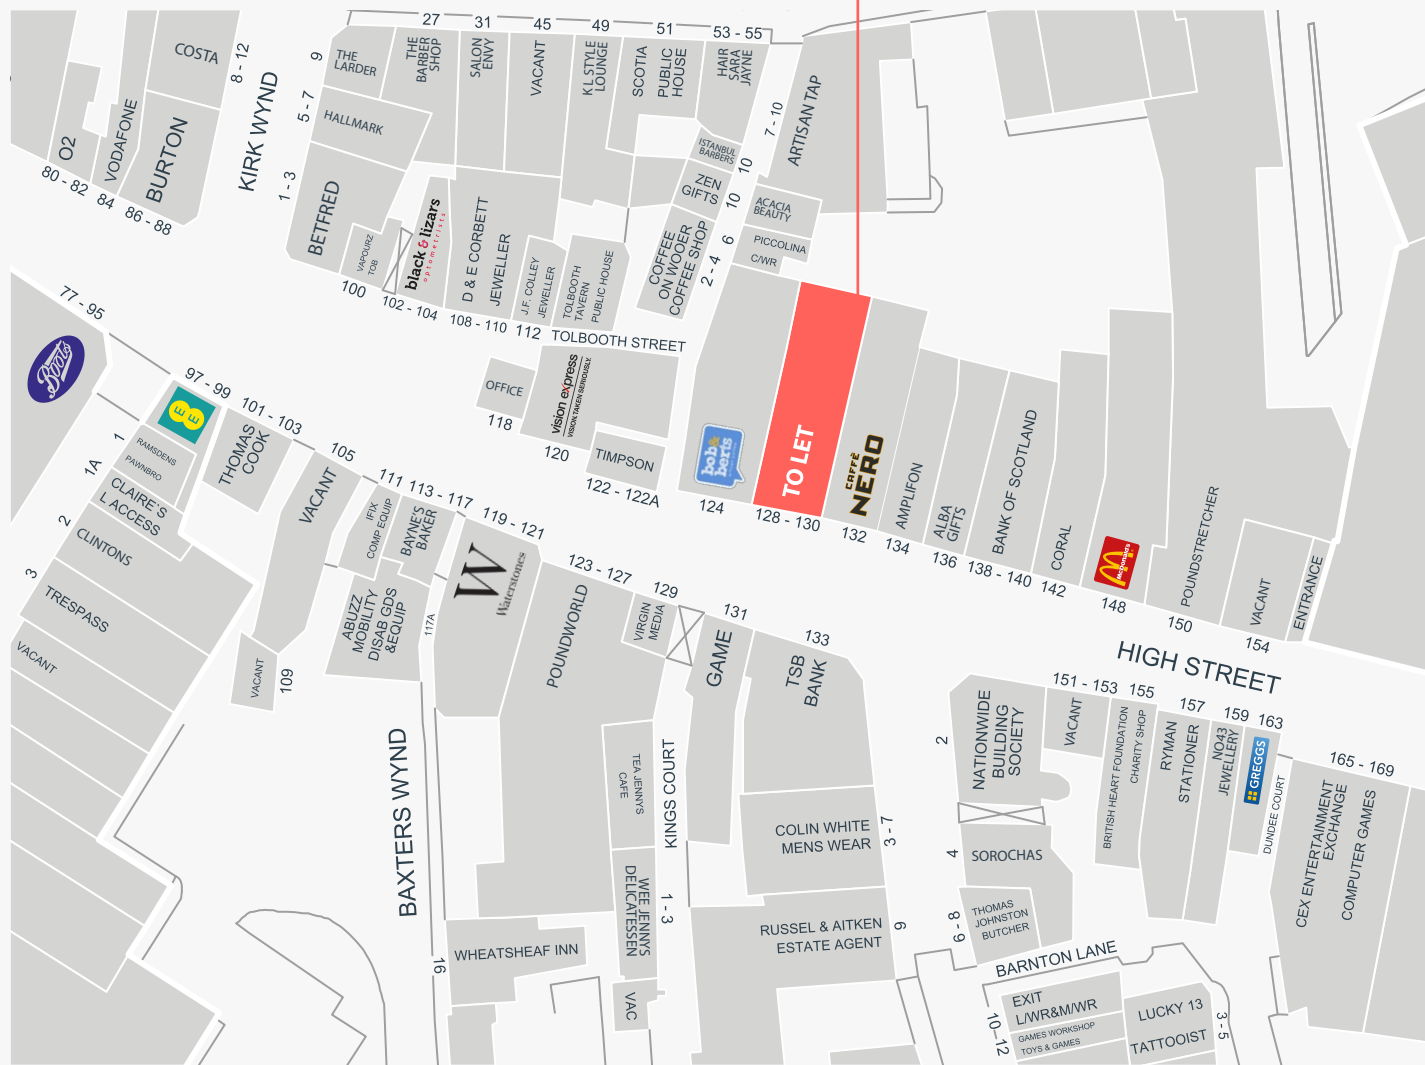 COSTA
8 - 12
O2
80 - 82
VODAFONE
84
BURTON
86 - 88
KIRK WYND
9
THE
LARDER
27
THE
BARBER
SHOP
31
SALON
ENVY
45
VACANT
49
KL STYLE
LOUNGE
51
SCOTIA
PUBLIC
HOUSE
53 - 55
HAIR
SARA
JAYNE
5 - 7
HALLMARK
1 - 3
BETFRED
VAPOURZ
TOB
100
black & lizars
optometrists
102 - 104
D & E CORBETT
JEWELLER
108 - 110
J.F. COLLEY
JEWELLER
112
TOLBOOTH
TAVERN
PUBLIC HOUSE
TOLBOOTH STREET
7 - 10
ARTISAN TAP
ISTANBUL
BARBERS
10
ZEN
GIFTS
10
ACACIA
BEAUTY
COFFEE
ON WOOER
COFFEE SHOP
2 - 4
6
PICCOLINA
C/WR
OFFICE
118
vision express
VISION. TAKEN SERIOUSLY.
120
TIMPSON
122 - 122A
bob &
berts
124
TO LET
128 - 130
CAFFÈ
NERO
132
AMPLIFON
134
ALBA
GIFTS
136
BANK OF SCOTLAND
138 - 140
CORAL
142
McDonald's
148
POUNDSTRETCHER
150
VACANT
154
ENTRANCE
77 - 95
Boots
97 - 99
EE
1
RAMSDENS
PAWNBRO
1A
CLAIRE'S
L ACCESS
2
CLINTONS
3
TRESPASS
VACANT
101 - 103
THOMAS
COOK
105
VACANT
109
VACANT
111
IFIX
COMP EQUIP
113 - 117
BAYNE'S
BAKER
ABUZZ
MOBILITY
DISAB GDS
&EQUIP
117A
119 - 121
W
Waterstones
123 - 127
POUNDWORLD
129
VIRGIN
MEDIA
131
GAME
133
TSB
BANK
HIGH STREET
BAXTERS WYND
TEA JENNYS
CAFE
KINGS COURT
WEE JENNYS
DELICATESSEN
1 - 3
WHEATSHEAF INN
16
VAC
COLIN WHITE
MENS WEAR
3 - 7
RUSSEL & AITKEN
ESTATE AGENT
9
2
NATIONWIDE
BUILDING
SOCIETY
151 - 153
VACANT
155
BRITISH HEART FOUNDATION
CHARITY SHOP
157
RYMAN
STATIONER
159
NO43
JEWELLERY
163
GREGGS
DUNDEE COURT
165 - 169
CEX ENTERTAINMENT
EXCHANGE
COMPUTER GAMES
4
SOROCHAS
8 - 9
THOMAS
JOHNSTON
BUTCHER
BARNTON LANE
10 - 12
EXIT
L/WR&M/WR
GAMES WORKSHOP
TOYS & GAMES
LUCKY 13
TATTOOIST
3 - 5